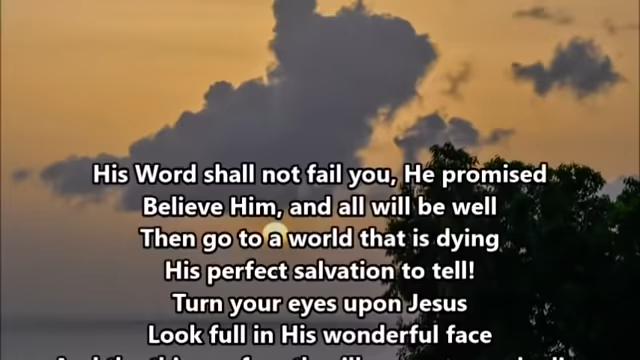 His Word shall not fail you, He promised
Believe Him, and all will be well
Then go to a world that is dying
His perfect salvation to tell!
Turn your eyes upon Jesus
Look full in His wonderful face